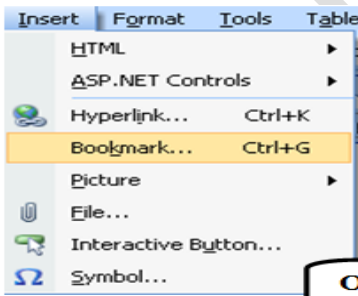 Insert Format Tools Table
HTML
ASP.NET Controls
Hyperlink... Ctrl+K
Bookmark... Ctrl+G
Picture
File...
Interactive Button...
Symbol...